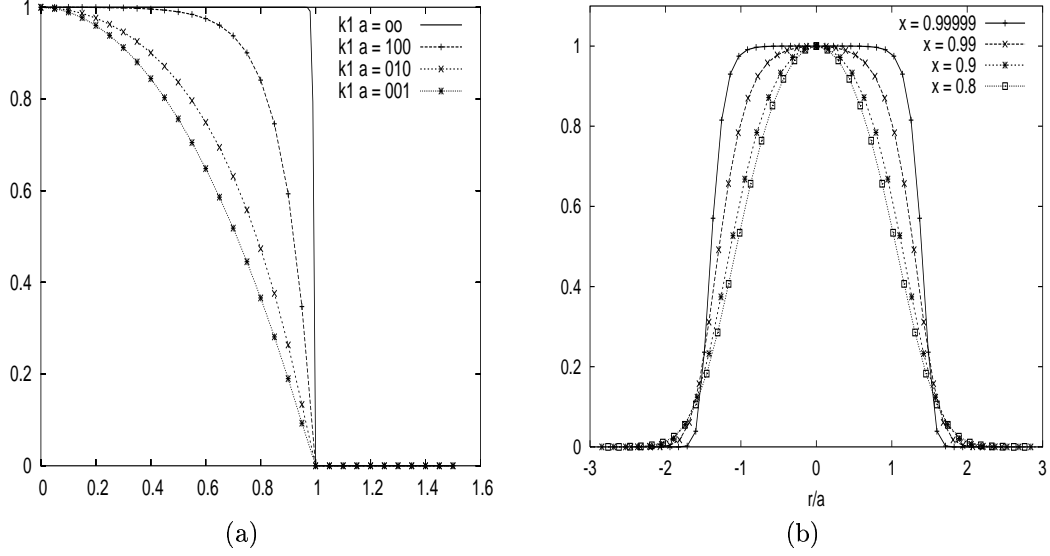 1
0.8
0.6
0.4
0.2
0
0 0.2 0.4 0.6 0.8 1 1.2 1.4 1.6
k1 a = oo
k1 a = 100
k1 a = 010
k1 a = 001
(a)
1
0.8
0.6
0.4
0.2
0
-3 -2 -1 0 1 2 3
r/a
x = 0.99999
x = 0.99
x = 0.9
x = 0.8
(b)